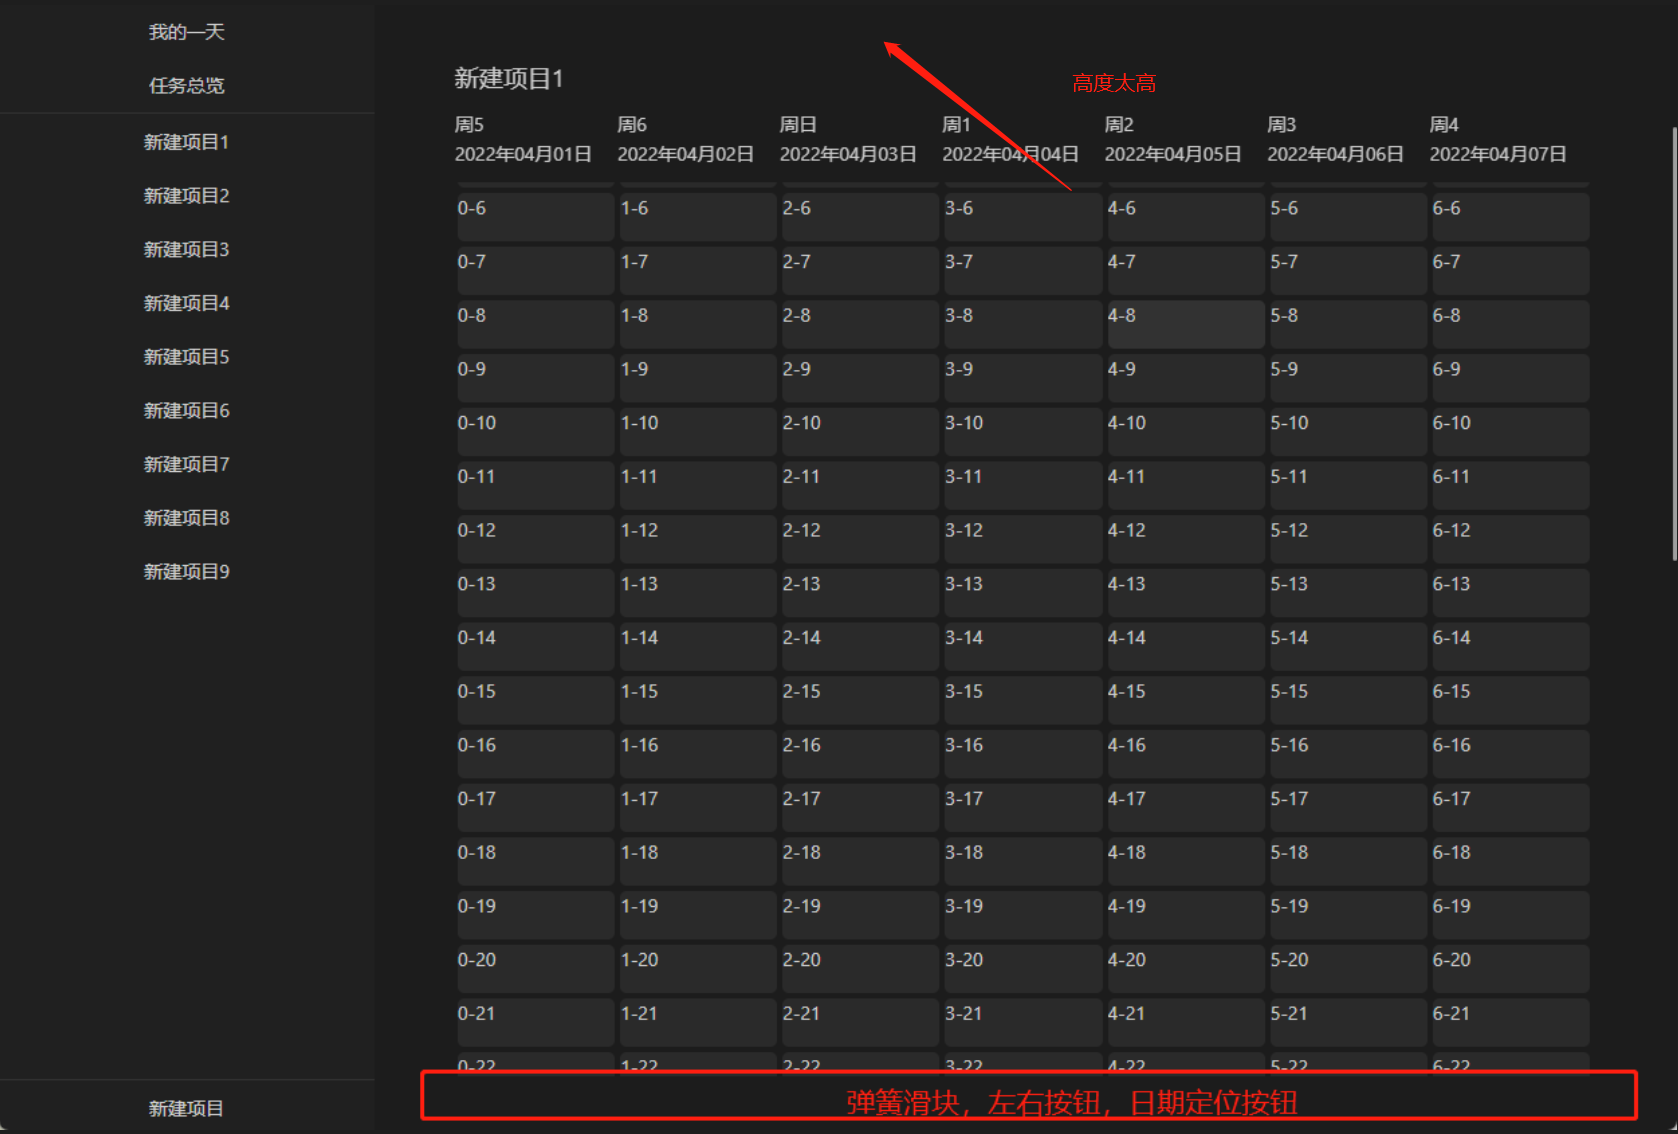 我的一天
任务总览
新建项目1
新建项目2
新建项目3
新建项目4
新建项目5
新建项目6
新建项目7
新建项目8
新建项目9
新建项目
新建项目1
高度太高
周5 周6 周日 周1 周2 周3 周4
2022年04月01日 2022年04月02日 2022年04月03日 2022年04月04日 2022年04月05日 2022年04月06日 2022年04月07日
0-6 1-6 2-6 3-6 4-6 5-6 6-6
0-7 1-7 2-7 3-7 4-7 5-7 6-7
0-8 1-8 2-8 3-8 4-8 5-8 6-8
0-9 1-9 2-9 3-9 4-9 5-9 6-9
0-10 1-10 2-10 3-10 4-10 5-10 6-10
0-11 1-11 2-11 3-11 4-11 5-11 6-11
0-12 1-12 2-12 3-12 4-12 5-12 6-12
0-13 1-13 2-13 3-13 4-13 5-13 6-13
0-14 1-14 2-14 3-14 4-14 5-14 6-14
0-15 1-15 2-15 3-15 4-15 5-15 6-15
0-16 1-16 2-16 3-16 4-16 5-16 6-16
0-17 1-17 2-17 3-17 4-17 5-17 6-17
0-18 1-18 2-18 3-18 4-18 5-18 6-18
0-19 1-19 2-19 3-19 4-19 5-19 6-19
0-20 1-20 2-20 3-20 4-20 5-20 6-20
0-21 1-21 2-21 3-21 4-21 5-21 6-21
0-22 1-22 2-22 3-22 4-22 5-22 6-22
弹簧滑块，左右按钮，日期定位按钮